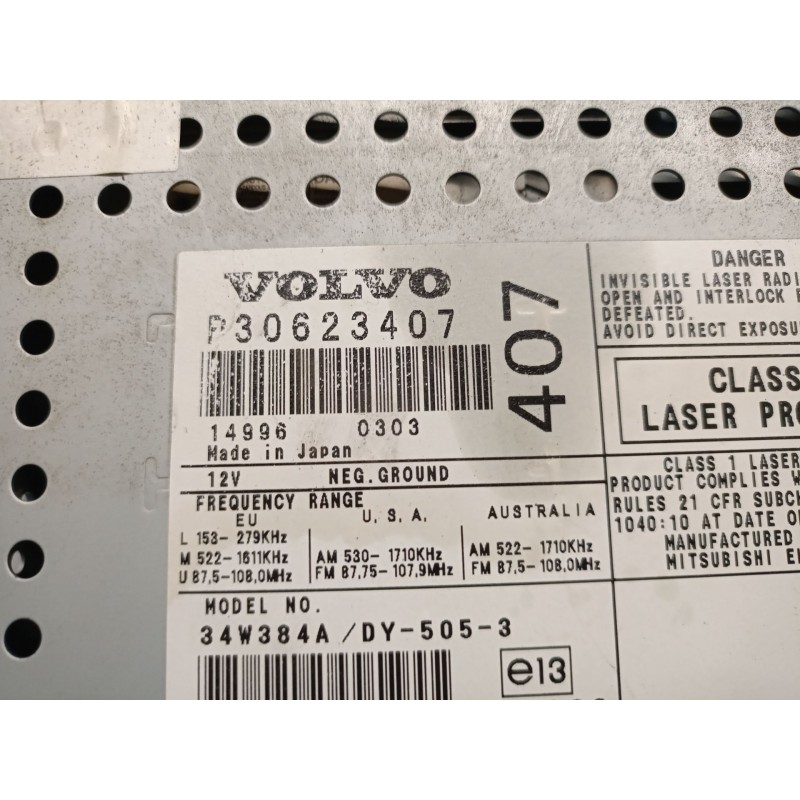 VOLVO
P30623407
407
14996 0303
Made in Japan
12V NEG.GROUND
FREQUENCY RANGE
EU U.S.A. AUSTRALIA
L 153- 279KHz
M 522-1611KHz AM 530- 1710KHz AM 522- 1710KHz
U 87,5-108,0MHz FM 87,75- 107,9MHz FM 87,5- 108,0MHz
MODEL NO.
34W384A/DY-505-3
e13
DANGER
INVISIBLE LASER RADI
OPEN AND INTERLOCK
DEFEATED.
AVOID DIRECT EXPOSU
CLASS
LASER PRO
CLASS 1 LASER
PRODUCT COMPLIES W
RULES 21 CFR SUBCH
1040:10 AT DATE O
MANUFACTURED
MITSUBISHI E